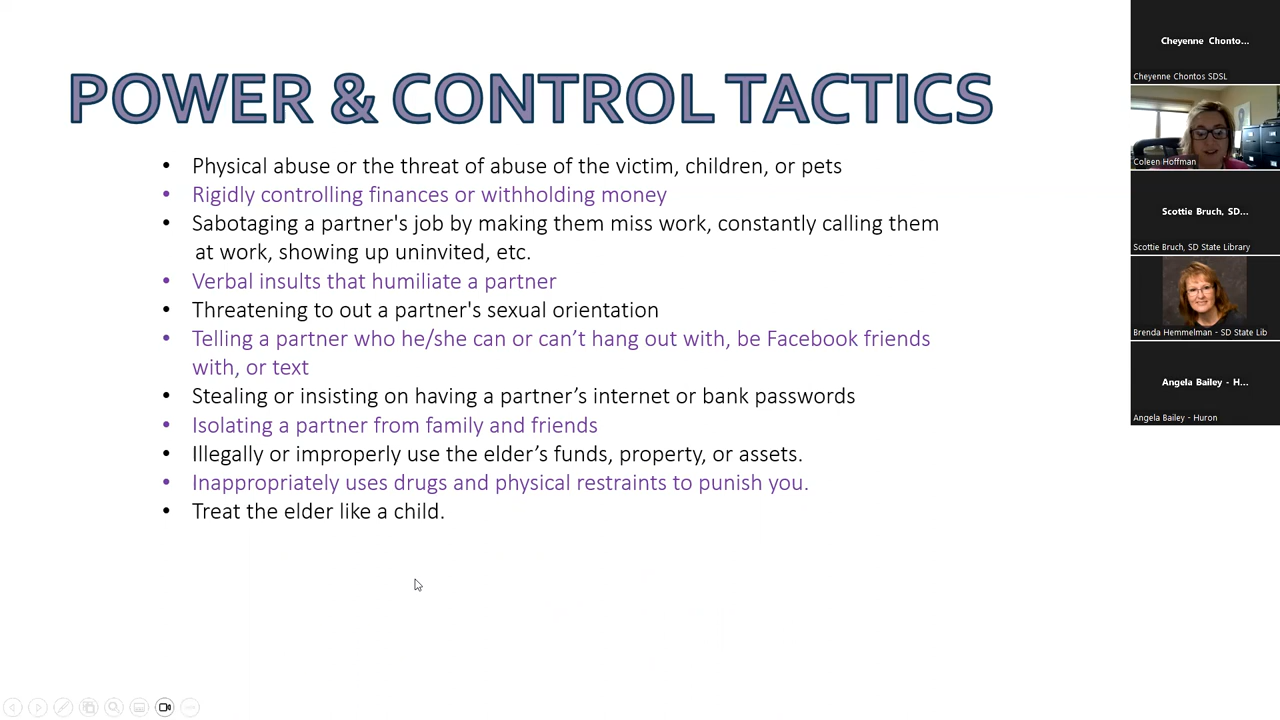 POWER & CONTROL TACTICS
• Physical abuse or the threat of abuse of the victim, children, or pets
• Rigidly controlling finances or withholding money
• Sabotaging a partner's job by making them miss work, constantly calling them
at work, showing up uninvited, etc.
• Verbal insults that humiliate a partner
• Threatening to out a partner's sexual orientation
• Telling a partner who he/she can or can’t hang out with, be Facebook friends
with, or text
• Stealing or insisting on having a partner’s internet or bank passwords
• Isolating a partner from family and friends
• Illegally or improperly use the elder’s funds, property, or assets.
• Inappropriately uses drugs and physical restraints to punish you.
• Treat the elder like a child.
Cheyenne Chonto...
Cheyenne Chontos SDSL
Coleen Hoffman
Scottie Bruch, SD...
Scottie Bruch, SD State Library
Brenda Hemmelman - SD State Lib
Angela Bailey - H...
Angela Bailey - Huron